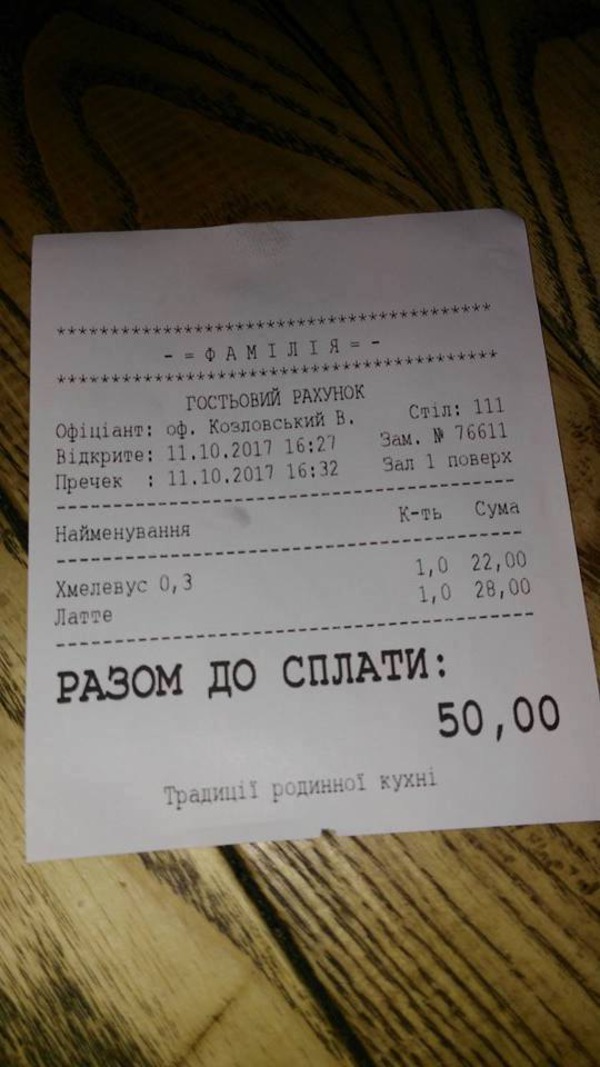 *****************************************
- = Ф А М І Л І Я = -
*****************************************
ГОСТЬОВИЙ РАХУНОК
Офіціант: оф. Козловський В. Стіл: 111
Відкрите: 11.10.2017 16:27 Зам. № 76611
Пречек : 11.10.2017 16:32 Зал 1 поверх
-----------------------------------------
Найменування К-ть Сума
-----------------------------------------
Хмелевус 0,3 1,0 22,00
Латте 1,0 28,00
-----------------------------------------
РАЗОМ ДО СПЛАТИ:
50,00
Традиції родинної кухні